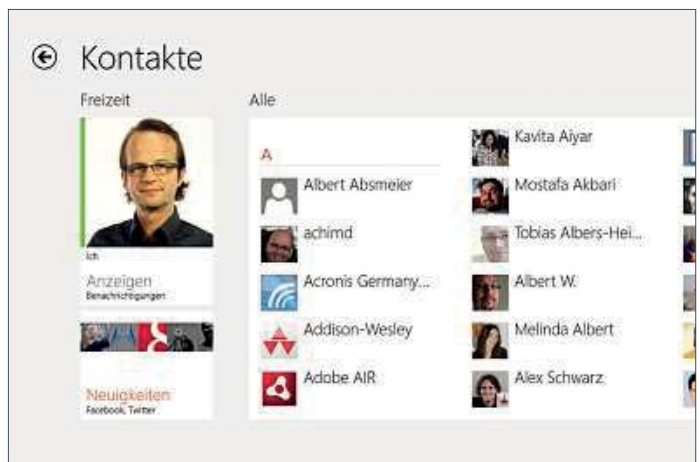 Kontakte
Freizeit
Alle
Ich
Anzeigen
Benachrichtigungen
Neuigkeiten
Facebook, Twitter
A
Albert Absmeier
achimd
Acronis Germany...
Addison-Wesley
Adobe AIR
Kavita Aiyar
Mostafa Akbari
Tobias Albers-Hei...
Albert W.
Melinda Albert
Alex Schwarz